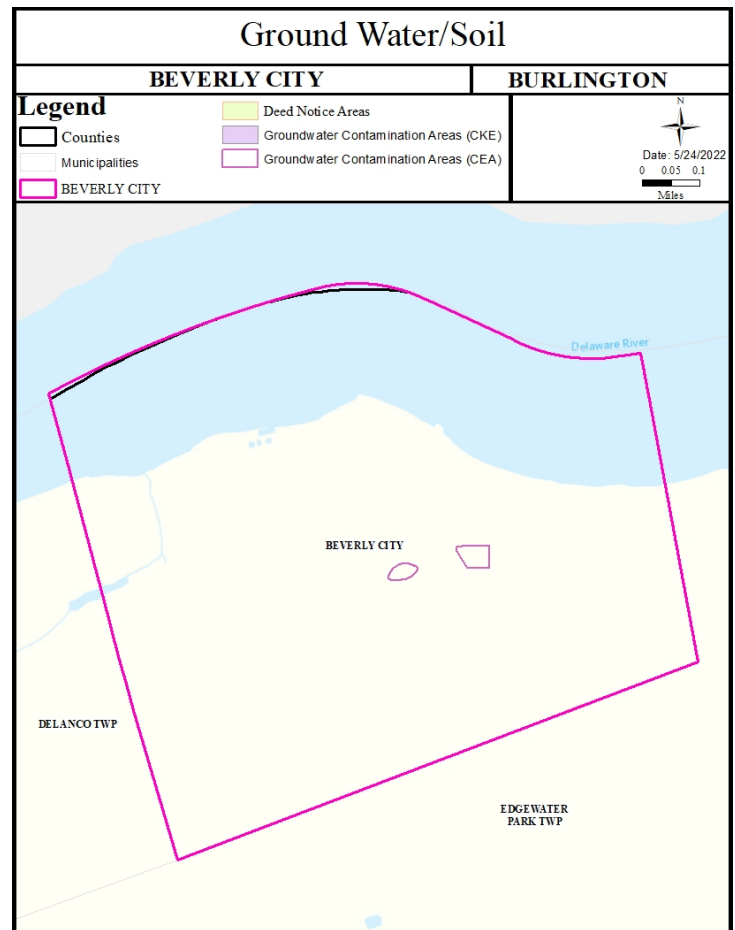 Ground Water/Soil
BEVERLY CITY
BURLINGTON
Legend
Counties
Municipalities
BEVERLY CITY
Deed Notice Areas
Groundwater Contamination Areas (CKE)
Groundwater Contamination Areas (CEA)
N
Date: 5/24/2022
0 0.05 0.1
Miles
Delaware River
BEVERLY CITY
DELANCO TWP
EDGEWATER
PARK TWP